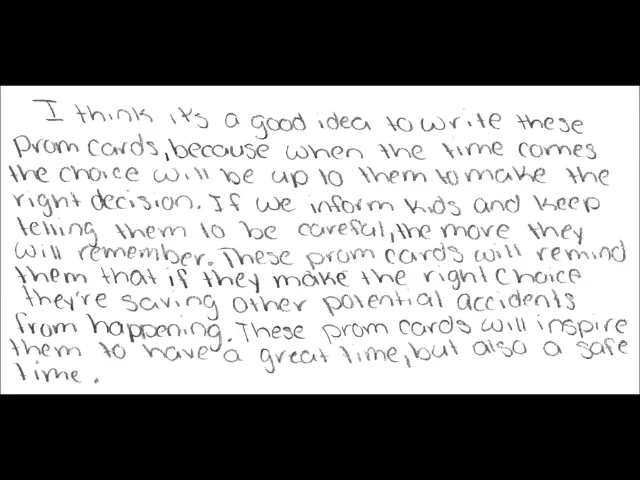 I think it's a good idea to write these
prom cards, because when the time comes
the choice will be up to them to make the
right decision. If we inform kids and keep
telling them to be careful, the more they
will remember. These prom cards will remind
them that if they make the right choice
they're saving other potential accidents
from happening. These prom cards will inspire
them to have a great time, but also a safe
time.